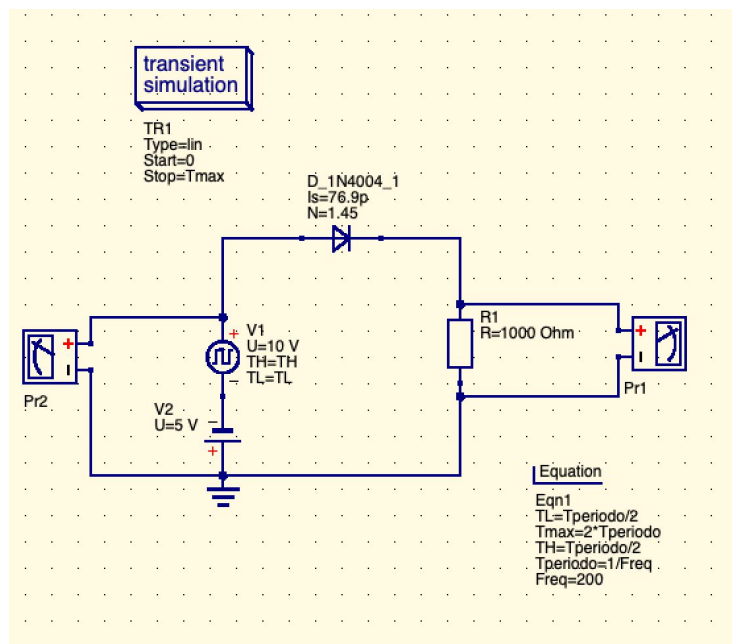 transient
simulation
TR1
Type=lin
Start=0
Stop=Tmax
D_1N4004_1
Is=76.9p
N=1.45
V1
U=10 V
TH=TH
TL=TL
R1
R=1000 Ohm
Pr1
Pr2
V2
U=5 V
Equation
Eqn1
TL=Tperiodo/2
Tmax=2*Tperiodo
TH=Tperiodo/2
Tperiodo=1/Freq
Freq=200